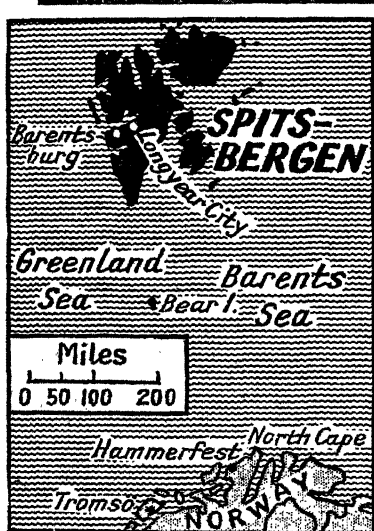 SPITS-
BERGEN
Barents-
burg
Longyear City
Greenland
Sea
Barents
Sea
Bear I.
Miles
0 50 100 200
Hammerfest
North Cape
Tromso
NORWAY